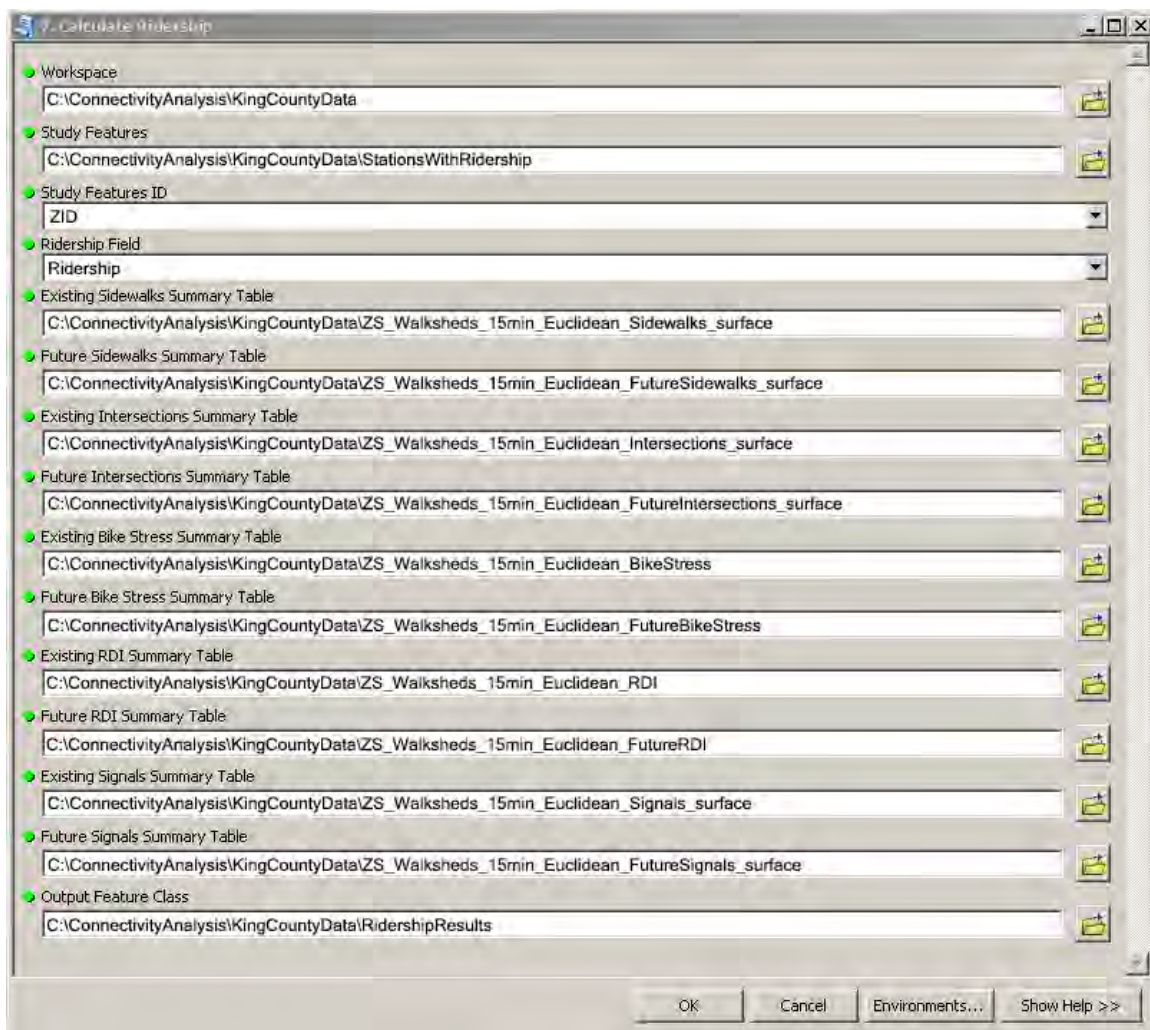 7. Calculate Ridership
Workspace
C:\ConnectivityAnalysis\KingCountyData
Study Features
C:\ConnectivityAnalysis\KingCountyData\StationsWithRidership
Study Features ID
ZID
Ridership Field
Ridership
Existing Sidewalks Summary Table
C:\ConnectivityAnalysis\KingCountyData\ZS_Walksheds_15min_Euclidean_Sidewalks_surface
Future Sidewalks Summary Table
C:\ConnectivityAnalysis\KingCountyData\ZS_Walksheds_15min_Euclidean_FutureSidewalks_surface
Existing Intersections Summary Table
C:\ConnectivityAnalysis\KingCountyData\ZS_Walksheds_15min_Euclidean_Intersections_surface
Future Intersections Summary Table
C:\ConnectivityAnalysis\KingCountyData\ZS_Walksheds_15min_Euclidean_FutureIntersections_surface
Existing Bike Stress Summary Table
C:\ConnectivityAnalysis\KingCountyData\ZS_Walksheds_15min_Euclidean_BikeStress
Future Bike Stress Summary Table
C:\ConnectivityAnalysis\KingCountyData\ZS_Walksheds_15min_Euclidean_FutureBikeStress
Existing RDI Summary Table
C:\ConnectivityAnalysis\KingCountyData\ZS_Walksheds_15min_Euclidean_RDI
Future RDI Summary Table
C:\ConnectivityAnalysis\KingCountyData\ZS_Walksheds_15min_Euclidean_FutureRDI
Existing Signals Summary Table
C:\ConnectivityAnalysis\KingCountyData\ZS_Walksheds_15min_Euclidean_Signals_surface
Future Signals Summary Table
C:\ConnectivityAnalysis\KingCountyData\ZS_Walksheds_15min_Euclidean_FutureSignals_surface
Output Feature Class
C:\ConnectivityAnalysis\KingCountyData\RidershipResults
OK Cancel Environments... Show Help >>